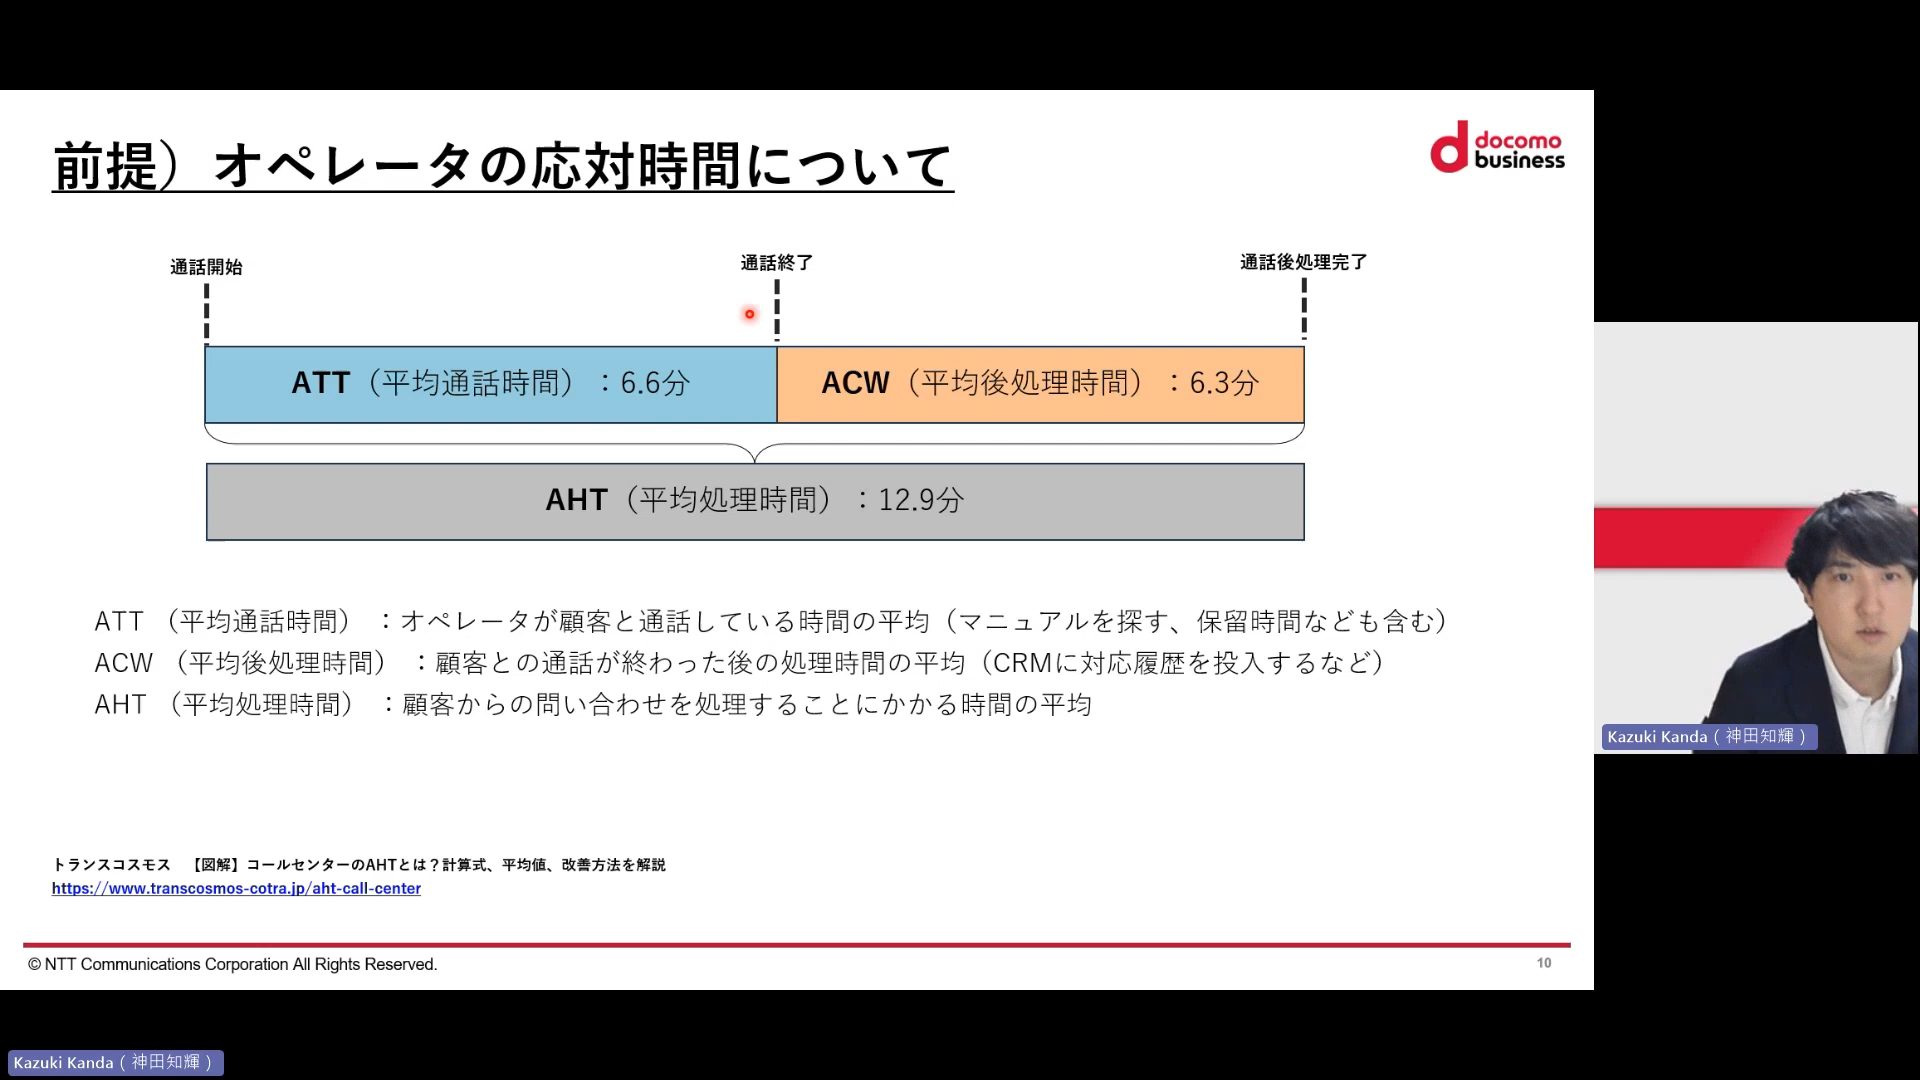 前提）オペレータの応対時間について
docomo
business
通話開始
通話終了
通話後処理完了
ATT（平均通話時間）：6.6分
ACW（平均後処理時間）：6.3分
AHT（平均処理時間）：12.9分
ATT （平均通話時間） ：オペレータが顧客と通話している時間の平均（マニュアルを探す、保留時間なども含む）
ACW （平均後処理時間） ：顧客との通話が終わった後の処理時間の平均（CRMに対応履歴を投入するなど）
AHT （平均処理時間） ：顧客からの問い合わせを処理することにかかる時間の平均
トランスコスモス 【図解】コールセンターのAHTとは？計算式、平均値、改善方法を解説
https://www.transcosmos-cotra.jp/aht-call-center
© NTT Communications Corporation All Rights Reserved.
10
Kazuki Kanda ( 神田知輝 )
Kazuki Kanda ( 神田知輝 )